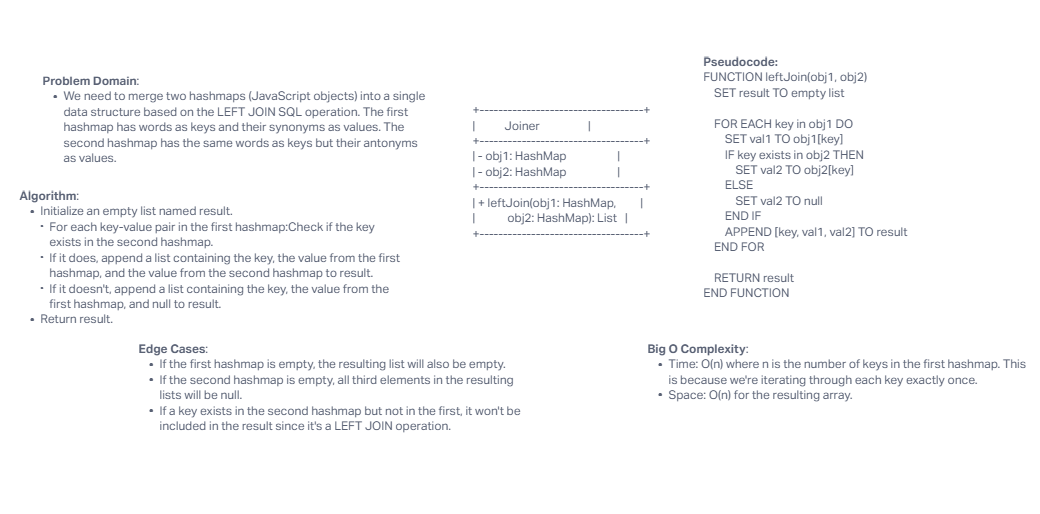 Problem Domain:
• We need to merge two hashmaps (JavaScript objects) into a single
data structure based on the LEFT JOIN SQL operation. The first
hashmap has words as keys and their synonyms as values. The
second hashmap has the same words as keys but their antonyms
as values.
Algorithm:
• Initialize an empty list named result.
• For each key-value pair in the first hashmap:Check if the key
exists in the second hashmap.
• If it does, append a list containing the key, the value from the first
hashmap, and the value from the second hashmap to result.
• If it doesn't, append a list containing the key, the value from the
first hashmap, and null to result.
• Return result.
+------------------------------------+
| Joiner |
+------------------------------------+
| - obj1: HashMap |
| - obj2: HashMap |
+------------------------------------+
| + leftJoin(obj1: HashMap, |
| obj2: HashMap): List |
+------------------------------------+
Pseudocode:
FUNCTION leftJoin(obj1, obj2)
SET result TO empty list
FOR EACH key in obj1 DO
SET val1 TO obj1[key]
IF key exists in obj2 THEN
SET val2 TO obj2[key]
ELSE
SET val2 TO null
END IF
APPEND [key, val1, val2] TO result
END FOR
RETURN result
END FUNCTION
Edge Cases:
• If the first hashmap is empty, the resulting list will also be empty.
• If the second hashmap is empty, all third elements in the resulting
lists will be null.
• If a key exists in the second hashmap but not in the first, it won't be
included in the result since it's a LEFT JOIN operation.
Big O Complexity:
• Time: O(n) where n is the number of keys in the first hashmap. This
is because we're iterating through each key exactly once.
• Space: O(n) for the resulting array.